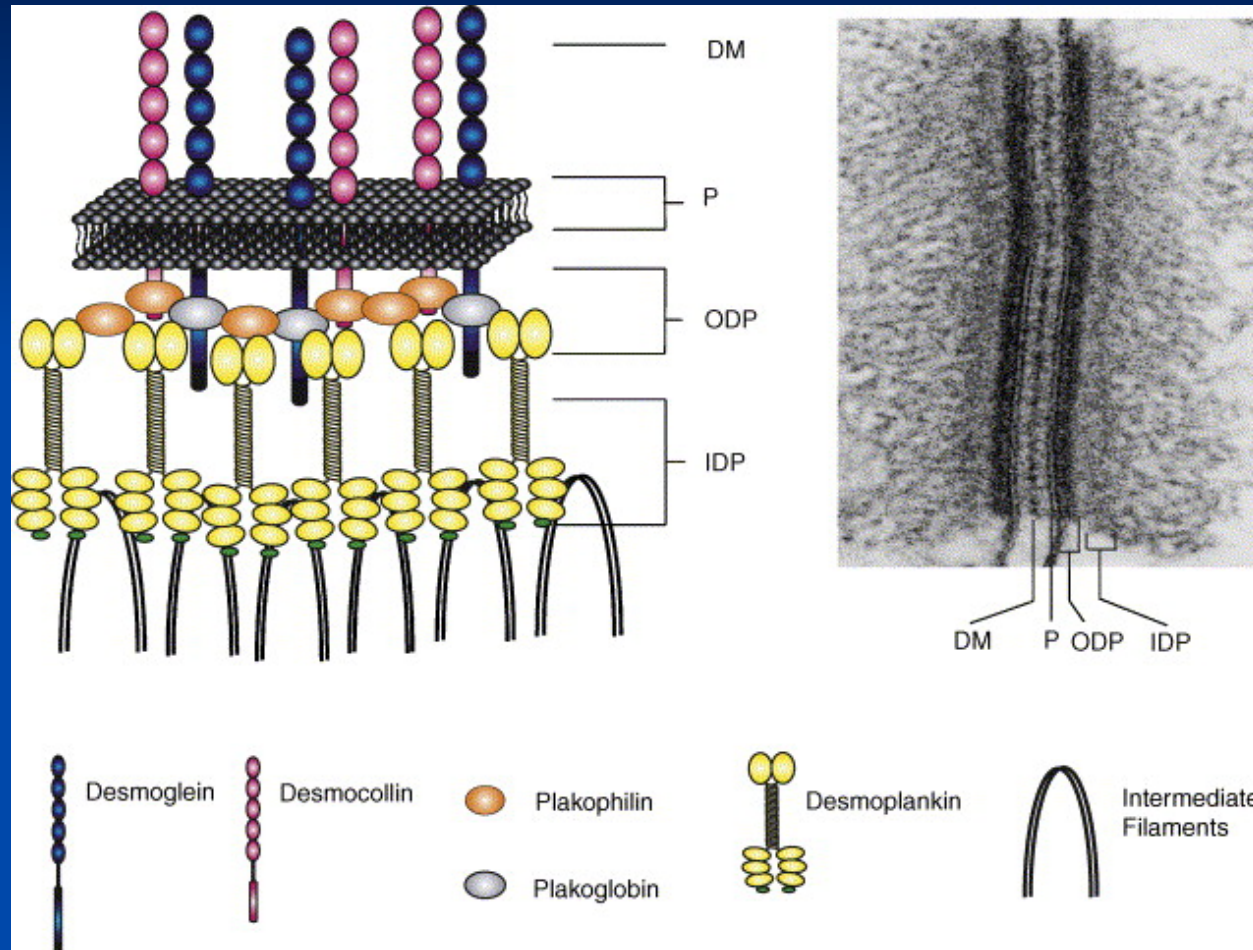 DM
P
ODP
IDP
DM P ODP IDP
Desmoglein
Desmocollin
Plakophilin
Plakoglobin
Desmoplankin
Intermediate
Filaments